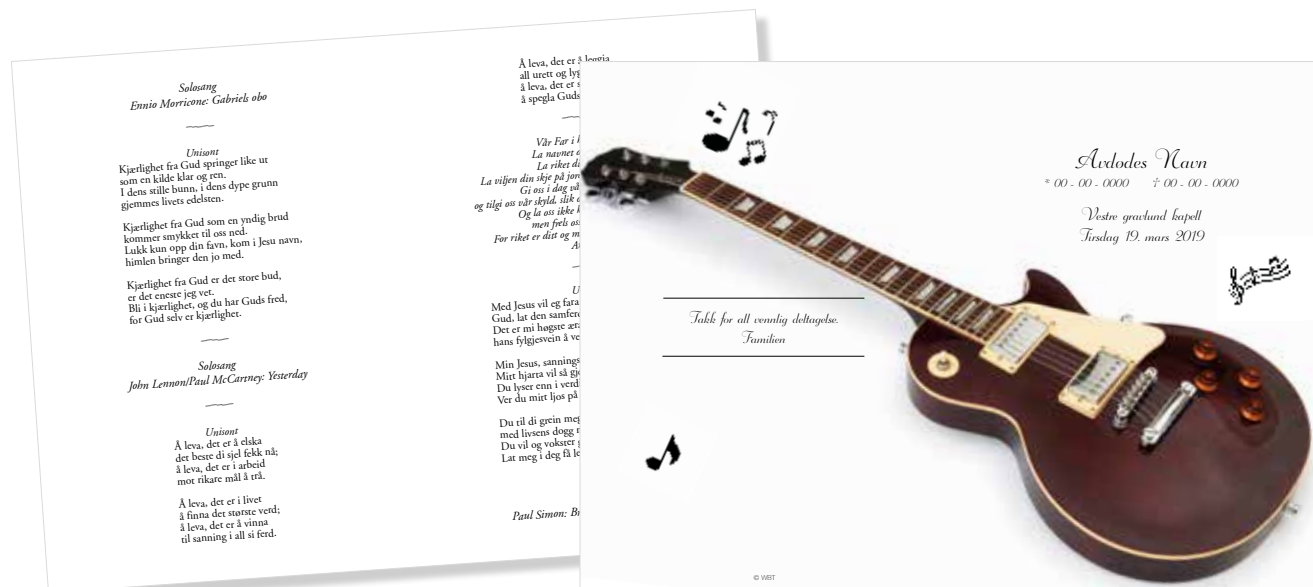 Solosang
Ennio Morricone: Gabriels obo
Unisont
Kjærlighet fra Gud springer like ut
som en kilde klar og ren.
I dens stille bunn, i dens dype grunn
gjemmes livets edelsten.
Kjærlighet fra Gud som en yndig brud
kommer smykket til oss ned.
Lukk kun opp din favn, kom i Jesu navn,
himlen bringer den jo med.
Kjærlighet fra Gud er det store bud,
er det eneste jeg vet.
Bli i kjærlighet, og du har Guds fred,
for Gud selv er kjærlighet.
Solosang
John Lennon/Paul McCartney: Yesterday
Unisont
Å leva, det er å elska
det beste di sjel fekk nå;
å leva, det er i arbeid
mot rikare mål å trå.
Å leva, det er i livet
å finna det største verd;
å leva, det er å vinna
til sanning i all si ferd.
Å leva, det er å leggja
all urett og
å leva, det er
å spegla Guds
Vår Far i
La navnet
La riket
La viljen din skje på
Gi oss i dag
og tilgi oss vår skyld, slik
Og la oss ikke
men frels oss
For riket er ditt og
Med Jesus vil eg fara
Gud, lat den
Det er mi høgste
hans fylgjesvein å
Min Jesus,
Mitt hjarta vil så
Du lyser enn i
Ver du mitt ljos på
Du til di grein
med livsens dogg
Du vil og vokster
Lat meg i deg få
Paul Simon:
Avdodes Navn
* 00 - 00 - 0000 † 00 - 00 - 0000
Vestre gravlund kapell
Tirsdag 19. mars 2019
Takk for all vennlig deltagelse.
Familien
© WBT